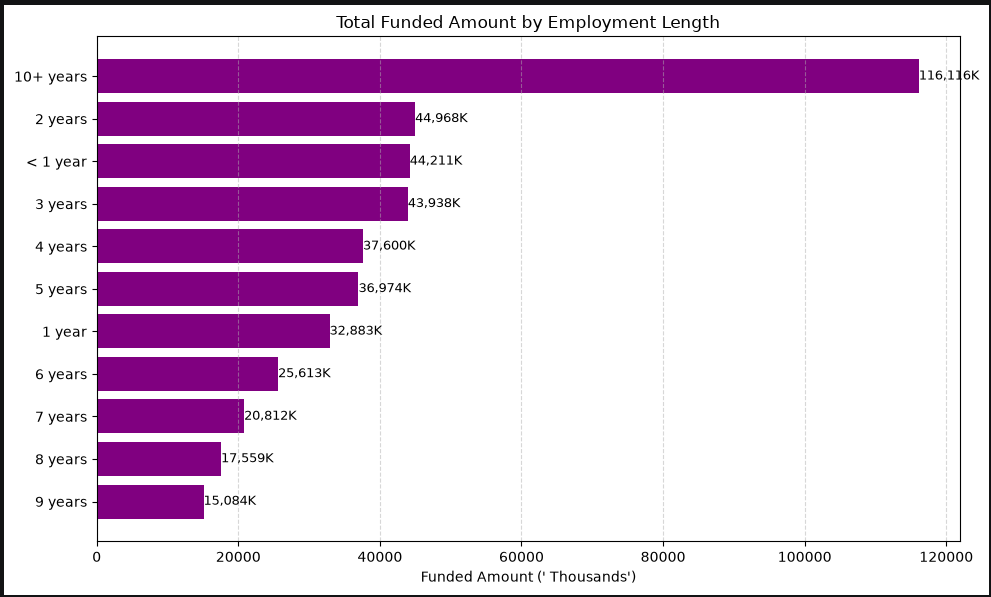 Total Funded Amount by Employment Length
10+ years 116,116K
2 years 44,968K
< 1 year 44,211K
3 years 43,938K
4 years 37,600K
5 years 36,974K
1 year 32,883K
6 years 25,613K
7 years 20,812K
8 years 17,559K
9 years 15,084K
0 20000 40000 60000 80000 100000 120000
Funded Amount (' Thousands')